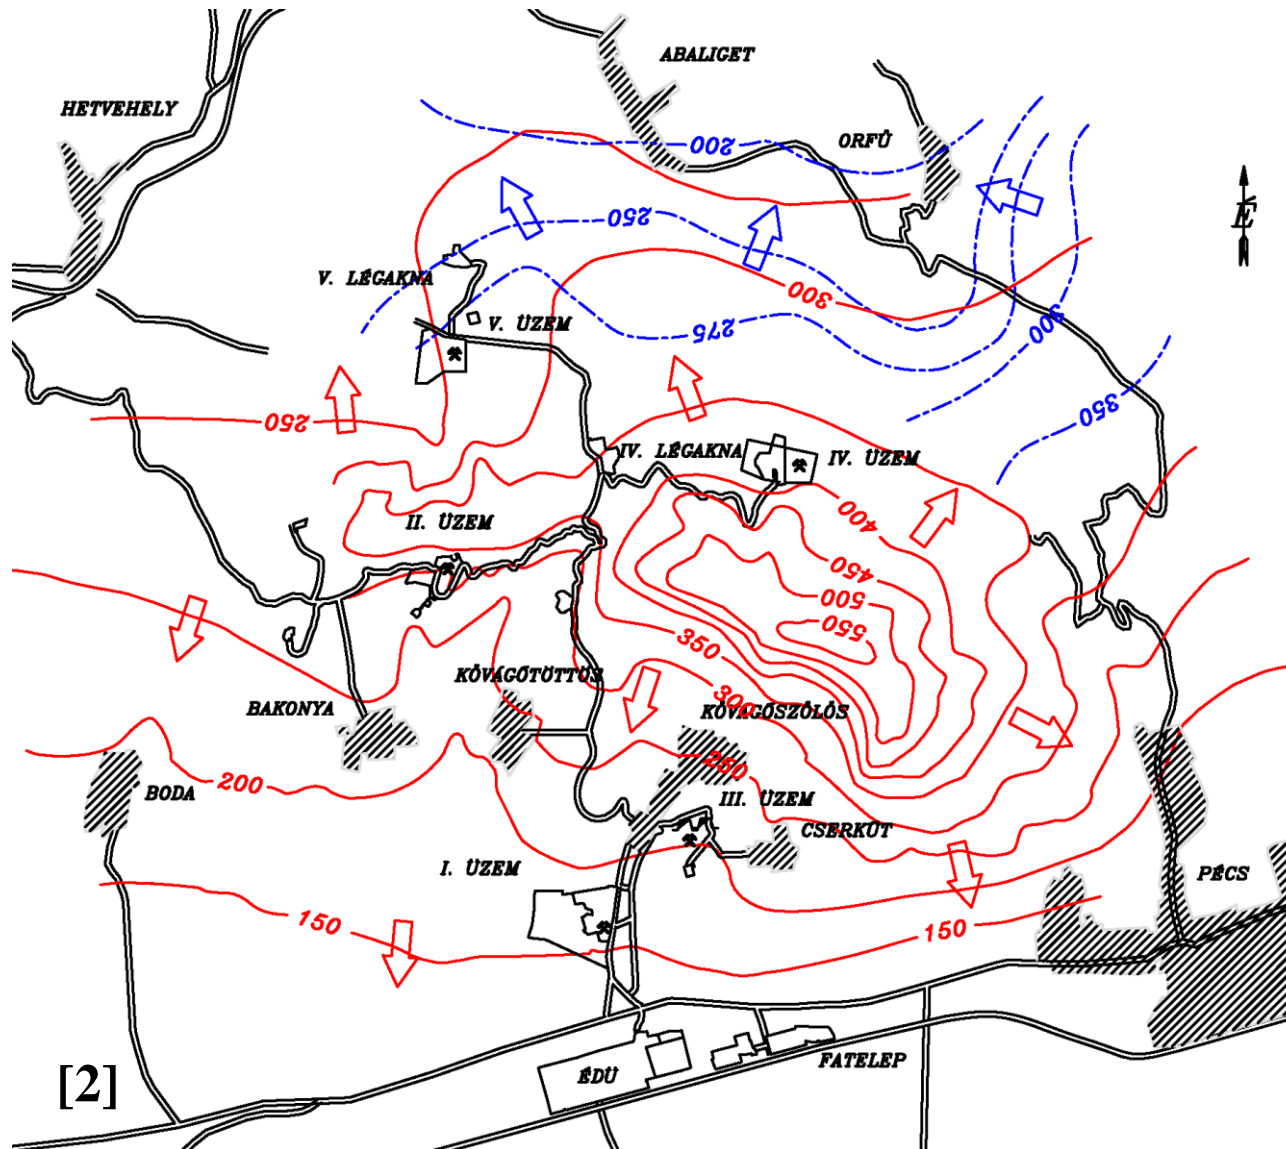 ABALIGET
HETVEHELY
ORFŰ
200
É
250
V. LÉGAKNA
300
V. ÜZEM
275
300
350
250
IV. LÉGAKNA
IV. ÜZEM
400
II. ÜZEM
450
500
550
350
KŐVÁGÓTÖTTÖS
300
BAKONYA
KŐVÁGÓSZŐLŐS
250
200
BODA
III. ÜZEM
CSERKÚT
I. ÜZEM
PÉCS
150
150
FATELEP
ÉDÜ
[2]